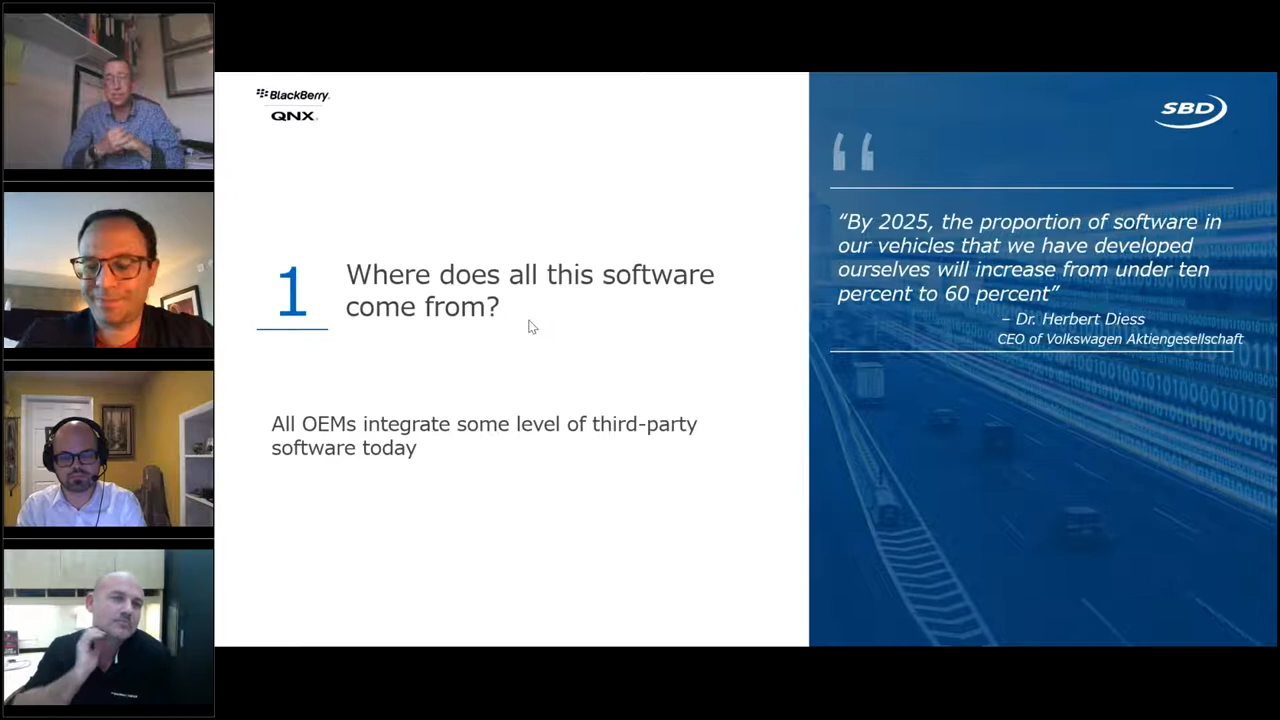 BlackBerry
QNX
1
Where does all this software
come from?
All OEMs integrate some level of third-party
software today
SBD
“
“By 2025, the proportion of software in
our vehicles that we have developed
ourselves will increase from under ten
percent to 60 percent”
– Dr. Herbert Diess
CEO of Volkswagen Aktiengesellschaft